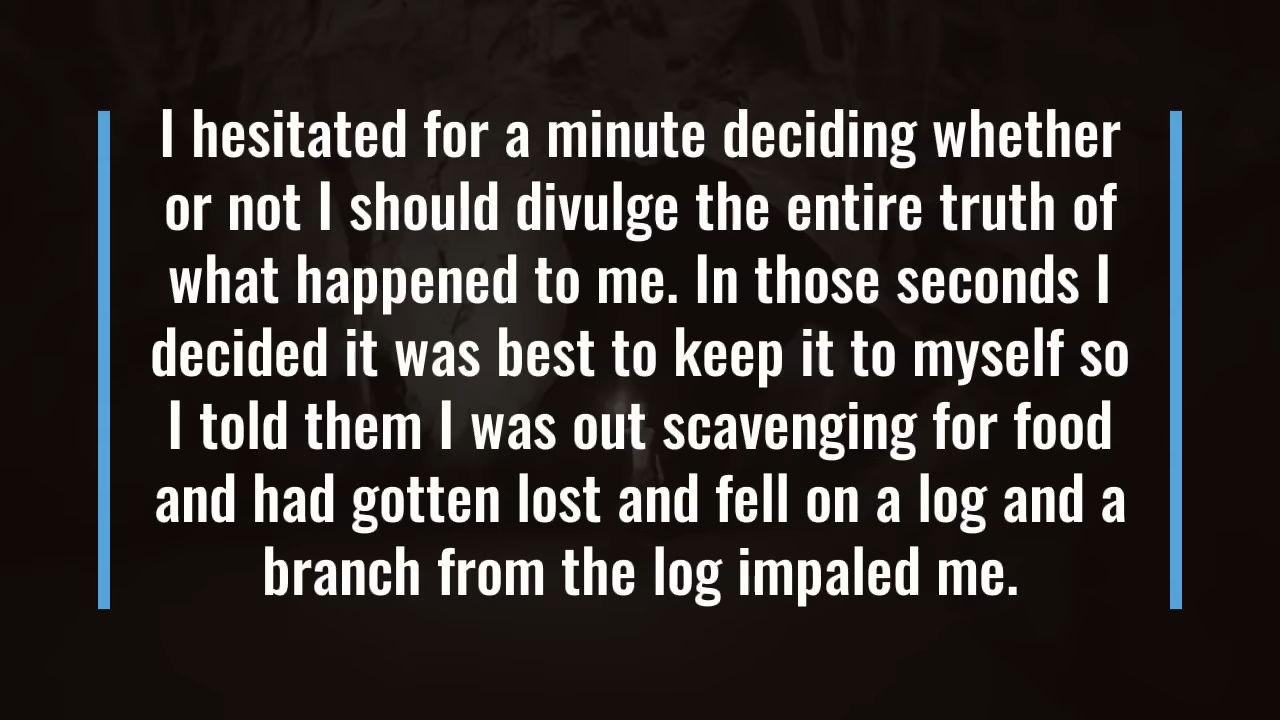 I hesitated for a minute deciding whether
or not I should divulge the entire truth of
what happened to me. In those seconds I
decided it was best to keep it to myself so
I told them I was out scavenging for food
and had gotten lost and fell on a log and a
branch from the log impaled me.